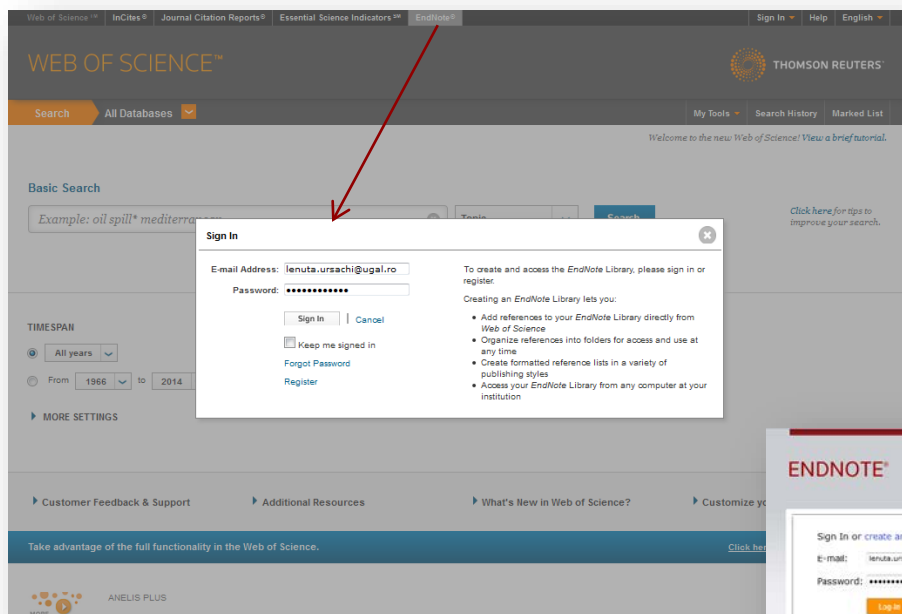 Web of Science™ InCites® Journal Citation Reports® Essential Science Indicators℠ EndNote® Sign In Help English
WEB OF SCIENCE™
THOMSON REUTERS
Search All Databases My Tools Search History Marked List
Welcome to the new Web of Science! View a brief tutorial.
Basic Search
Example: oil spill* Topic Search
Click here for tips to
improve your search.
Sign In
E-mail Address: lenuta.ursachi@ugal.ro
Password:
Sign In | Cancel
Keep me signed in
Forgot Password
Register
To create and access the EndNote Library, please sign in or
register.
Creating an EndNote Library lets you:
Add references to your EndNote Library directly from
Web of Science
Organize references into folders for access and use at
any time
Create formatted reference lists in a variety of
publishing styles
Access your EndNote Library from any computer at your
institution
TIMESPAN
All years
From 1966 to 2014
MORE SETTINGS
Customer Feedback & Support Additional Resources What's New in Web of Science? Customize
Take advantage of the full functionality in the Web of Science. Click
ANELIS PLUS
ENDNOTE®
Sign In or create
E-mail:
Password:
Log in